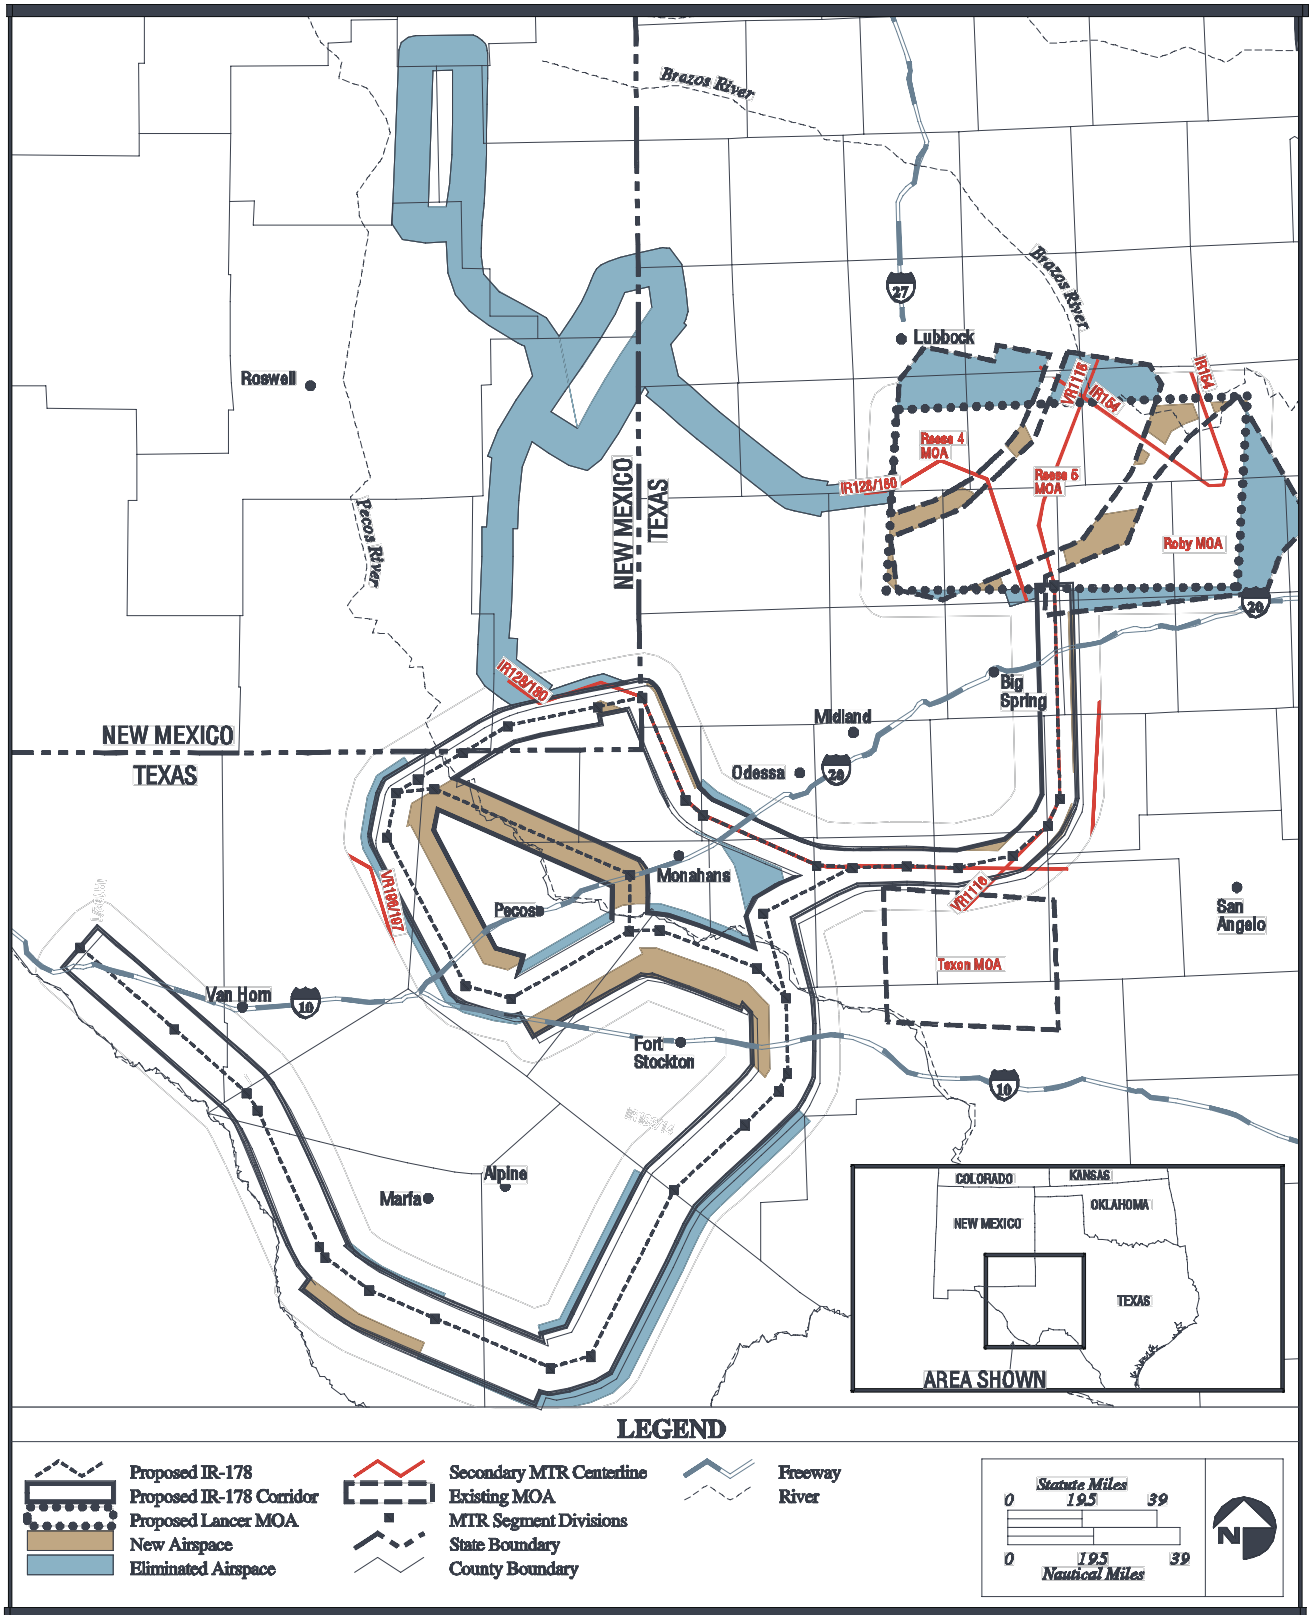 Brazos River
Brazos River
27
Lubbock
Roswell
VR1116
IR154
IR154
Reese 4
MOA
NEW MEXICO
TEXAS
IR128/180
Reese 5
MOA
Pecos River
Roby MOA
20
IR128/180
Big
Spring
Midland
NEW MEXICO
TEXAS
Odessa
20
Monahans
VR196/197
Pecos
VR1116
San
Angelo
Texon MOA
Van Horn
10
Fort
Stockton
10
Alpine
Marfa
COLORADO
KANSAS
OKLAHOMA
NEW MEXICO
TEXAS
AREA SHOWN
LEGEND
Proposed IR-178
Proposed IR-178 Corridor
Proposed Lancer MOA
New Airspace
Eliminated Airspace
Secondary MTR Centerline
Existing MOA
MTR Segment Divisions
State Boundary
County Boundary
Freeway
River
Statute Miles
0 19.5 39
0 19.5 39
Nautical Miles
N